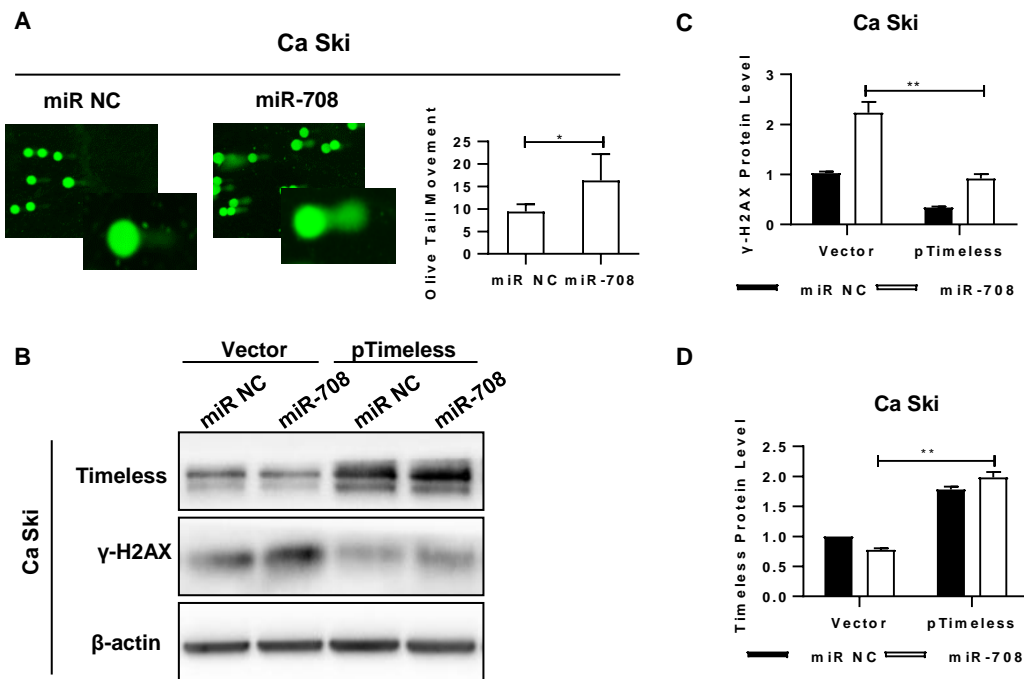 A
Ca Ski
miR NC
miR-708
Olive Tail Movement
25
20
15
10
5
0
*
miR NC miR-708
B
Vector
pTimeless
miR NC
miR-708
miR NC
miR-708
Ca Ski
Timeless
γ-H2AX
β-actin
C
Ca Ski
γ-H2AX Protein Level
3
2
1
0
**
Vector
pTimeless
miR NC
miR-708
D
Ca Ski
Timeless Protein Level
2.5
2.0
1.0
0.5
0.0
**
Vector
pTimeless
miR NC
miR-708